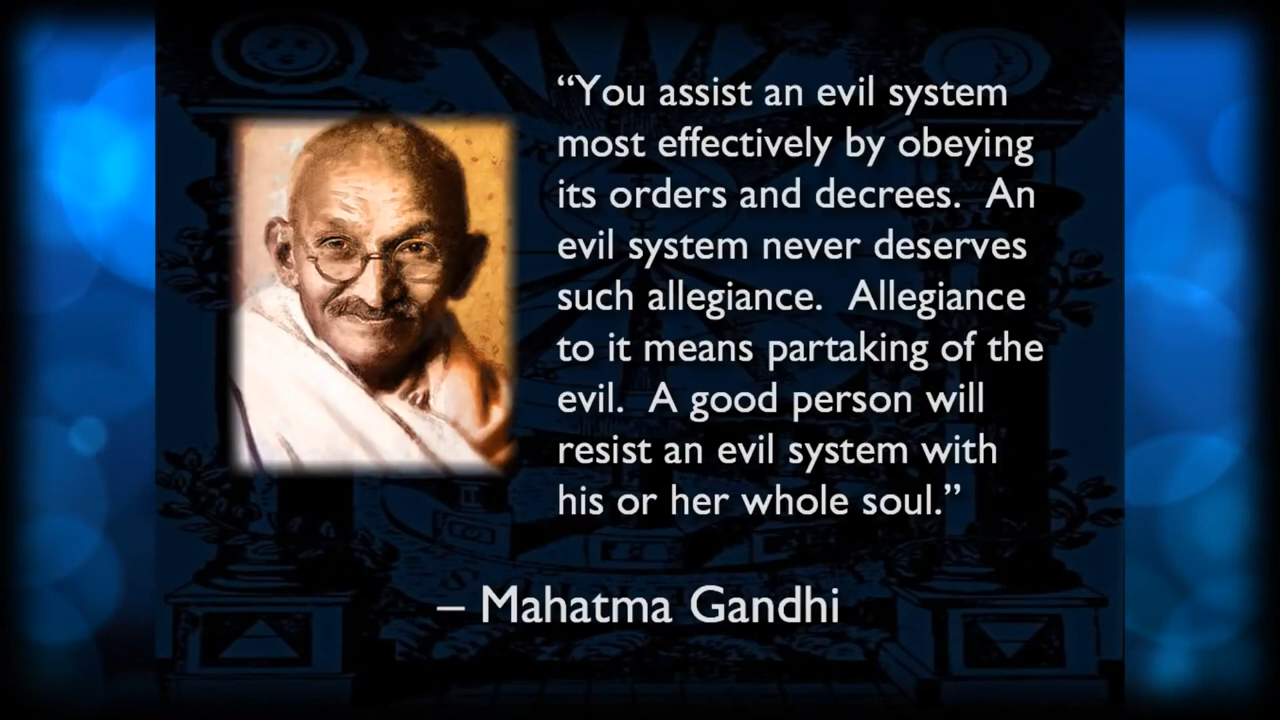 “You assist an evil system
most effectively by obeying
its orders and decrees.  An
evil system never deserves
such allegiance.  Allegiance
to it means partaking of the
evil.  A good person will
resist an evil system with
his or her whole soul.”
– Mahatma Gandhi